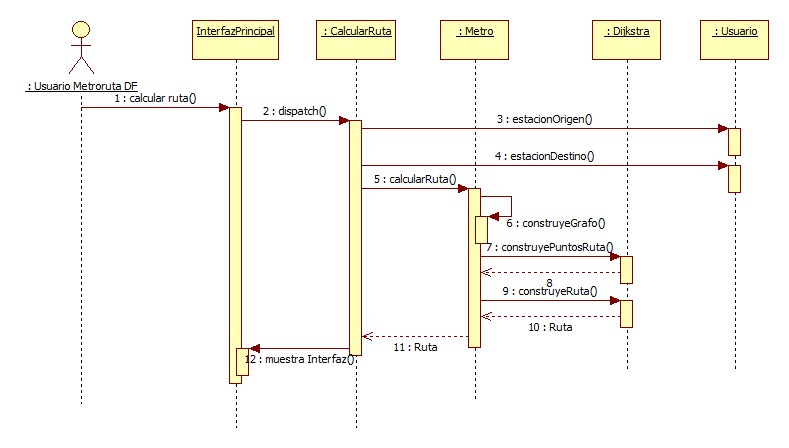 InterfazPrincipal
: CalcularRuta
: Metro
: Dijkstra
: Usuario
: Usuario Metroruta DF
1 : calcular ruta()
2 : dispatch()
3 : estacionOrigen()
4 : estacionDestino()
5 : calcularRuta()
6 : construyeGrafo()
7 : construyePuntosRuta()
8
9 : construyeRuta()
10 : Ruta
11 : Ruta
12 : muestra Interfaz()